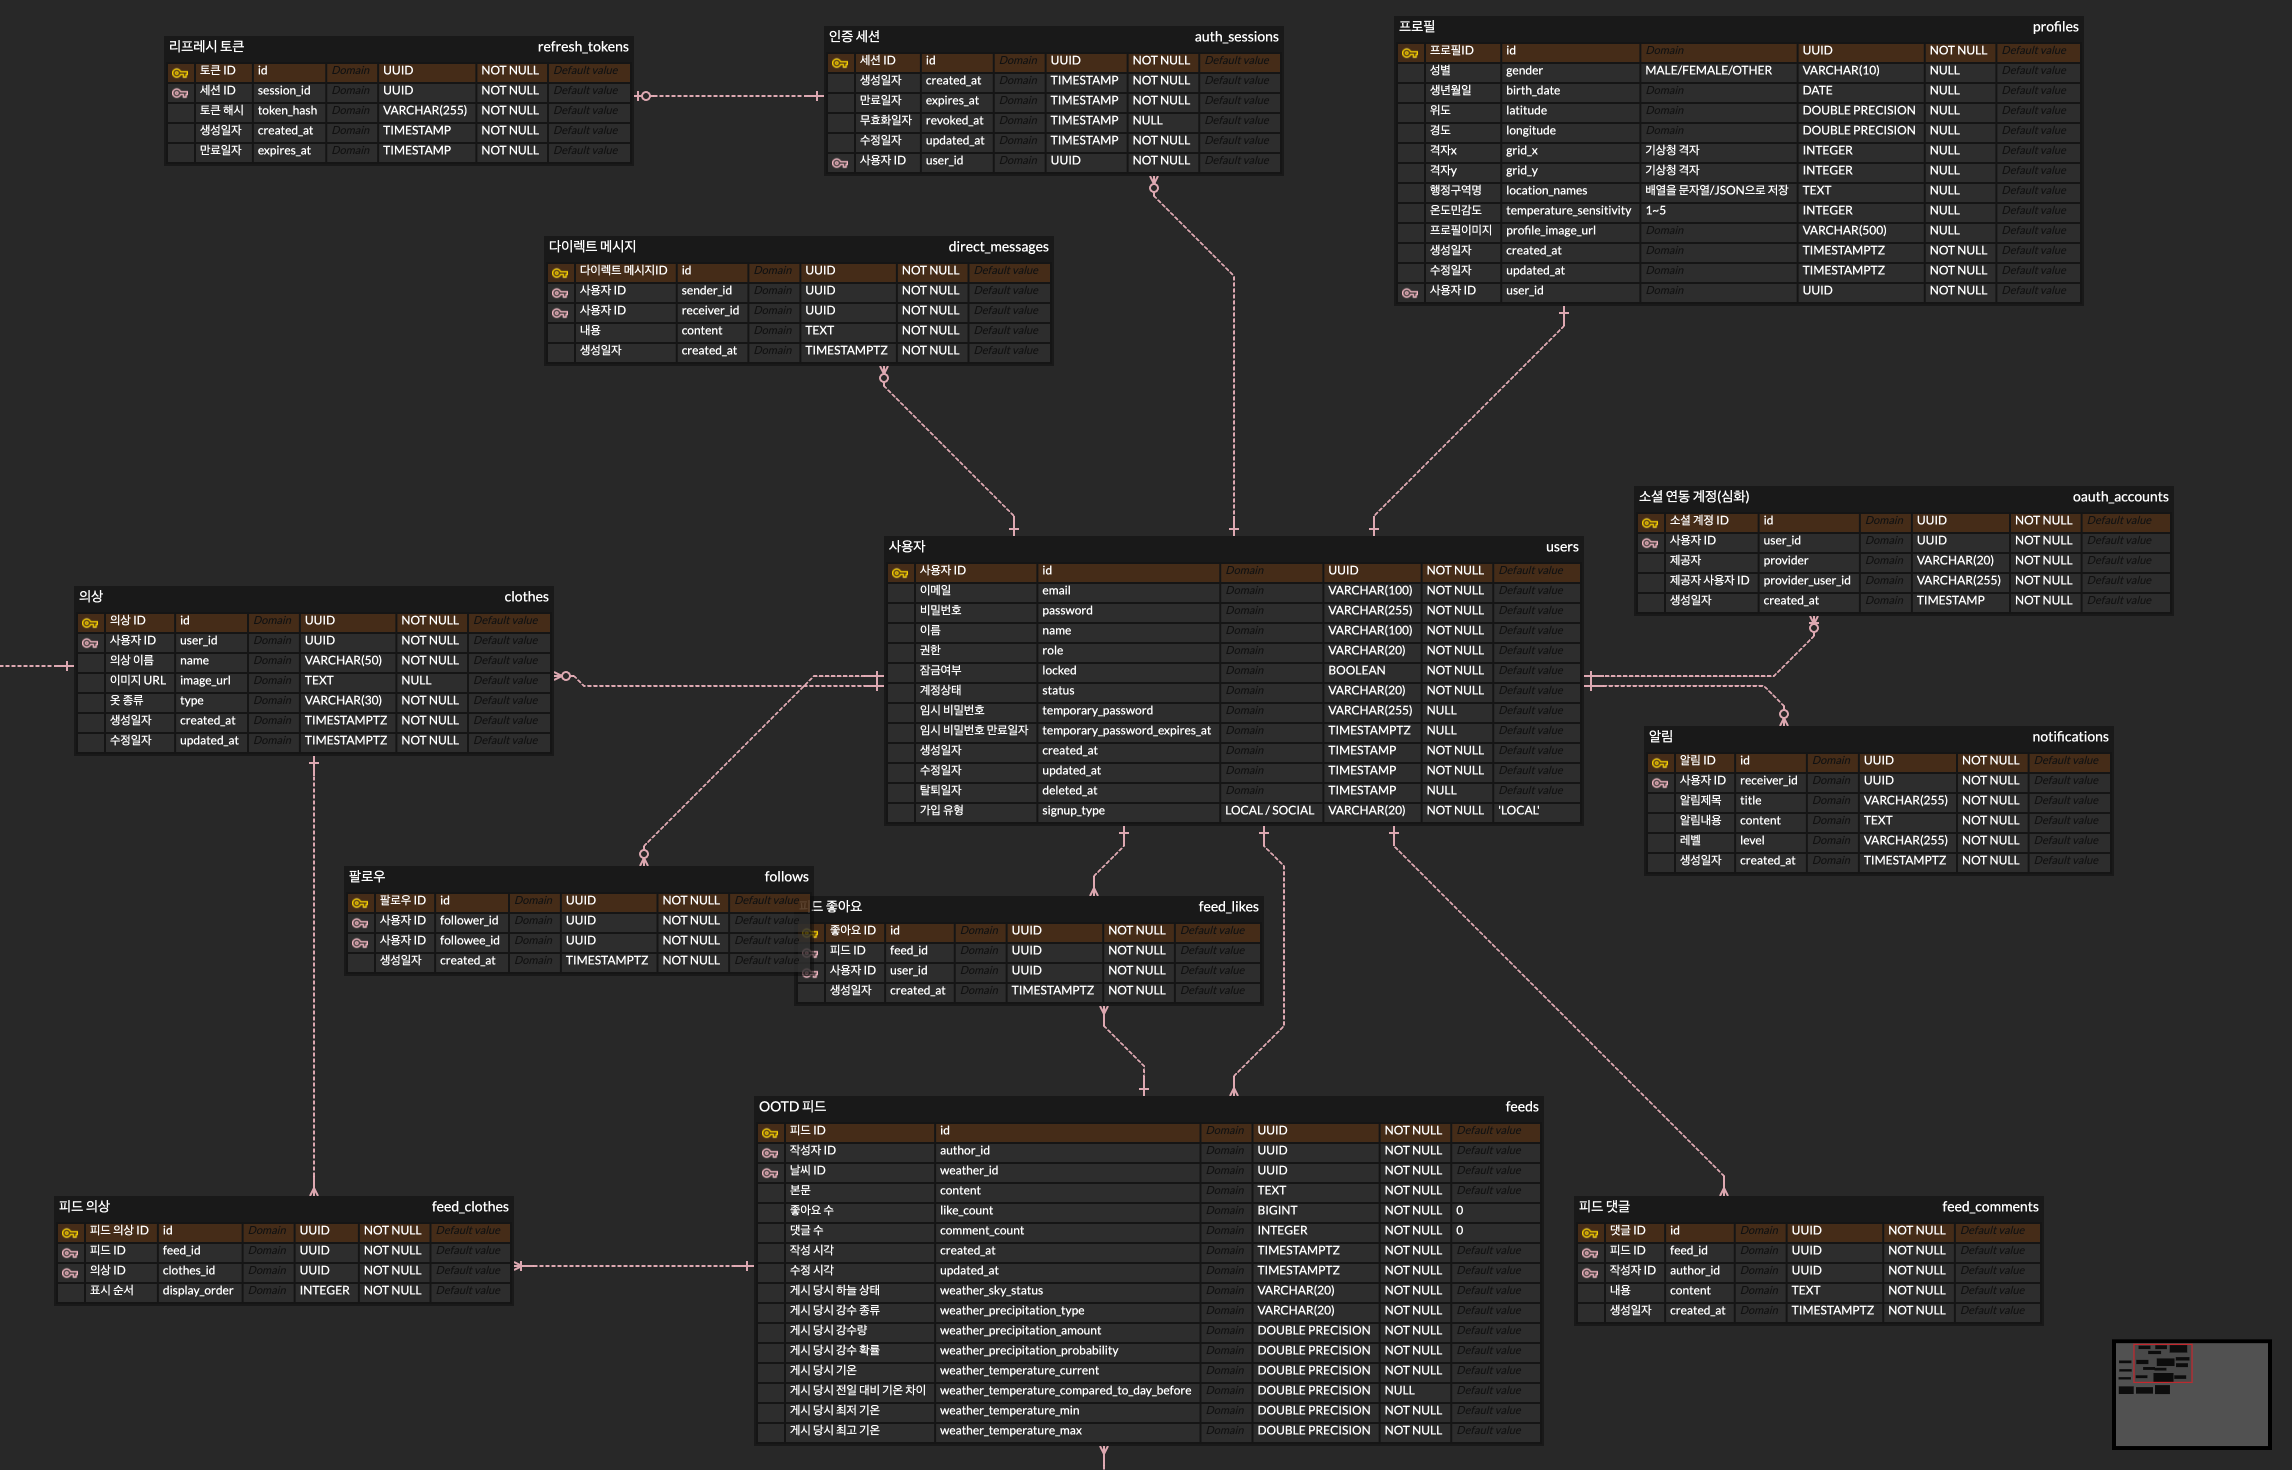 리프레시 토큰 refresh_tokens
토큰 ID id Domain UUID NOT NULL Default value
세션 ID session_id Domain UUID NOT NULL Default value
토큰 해시 token_hash Domain VARCHAR(255) NOT NULL Default value
생성일자 created_at Domain TIMESTAMP NOT NULL Default value
만료일자 expires_at Domain TIMESTAMP NOT NULL Default value
인증 세션 auth_sessions
세션 ID id Domain UUID NOT NULL Default value
생성일자 created_at Domain TIMESTAMP NOT NULL Default value
만료일자 expires_at Domain TIMESTAMP NOT NULL Default value
무효화일자 revoked_at Domain TIMESTAMP NULL Default value
수정일자 updated_at Domain TIMESTAMP NOT NULL Default value
사용자 ID user_id Domain UUID NOT NULL Default value
프로필 profiles
프로필ID id Domain UUID NOT NULL Default value
성별 gender MALE/FEMALE/OTHER VARCHAR(10) NULL Default value
생년월일 birth_date Domain DATE NULL Default value
위도 latitude Domain DOUBLE PRECISION NULL Default value
경도 longitude Domain DOUBLE PRECISION NULL Default value
격자x grid_x 기상청 격자 INTEGER NULL Default value
격자y grid_y 기상청 격자 INTEGER NULL Default value
행정구역명 location_names 배열을 문자열/JSON으로 저장 TEXT NULL Default value
온도민감도 temperature_sensitivity 1~5 INTEGER NULL Default value
프로필이미지 profile_image_url Domain VARCHAR(500) NULL Default value
생성일자 created_at Domain TIMESTAMPTZ NOT NULL Default value
수정일자 updated_at Domain TIMESTAMPTZ NOT NULL Default value
사용자 ID user_id Domain UUID NOT NULL Default value
다이렉트 메시지 direct_messages
다이렉트 메시지ID id Domain UUID NOT NULL Default value
사용자 ID sender_id Domain UUID NOT NULL Default value
사용자 ID receiver_id Domain UUID NOT NULL Default value
내용 content Domain TEXT NOT NULL Default value
생성일자 created_at Domain TIMESTAMPTZ NOT NULL Default value
소셜 연동 계정(심화) oauth_accounts
소셜 계정 ID id Domain UUID NOT NULL Default value
사용자 ID user_id Domain UUID NOT NULL Default value
제공자 provider Domain VARCHAR(20) NOT NULL Default value
제공자 사용자 ID provider_user_id Domain VARCHAR(255) NOT NULL Default value
생성일자 created_at Domain TIMESTAMP NOT NULL Default value
사용자 users
사용자 ID id Domain UUID NOT NULL Default value
이메일 email Domain VARCHAR(100) NOT NULL Default value
비밀번호 password Domain VARCHAR(255) NOT NULL Default value
이름 name Domain VARCHAR(100) NOT NULL Default value
권한 role Domain VARCHAR(20) NOT NULL Default value
잠금여부 locked Domain BOOLEAN NOT NULL Default value
계정상태 status Domain VARCHAR(20) NOT NULL Default value
임시 비밀번호 temporary_password Domain VARCHAR(255) NULL Default value
임시 비밀번호 만료일자 temporary_password_expires_at Domain TIMESTAMPTZ NULL Default value
생성일자 created_at Domain TIMESTAMP NOT NULL Default value
수정일자 updated_at Domain TIMESTAMP NOT NULL Default value
탈퇴일자 deleted_at Domain TIMESTAMP NULL Default value
가입 유형 signup_type LOCAL / SOCIAL VARCHAR(20) NOT NULL 'LOCAL'
의상 clothes
의상 ID id Domain UUID NOT NULL Default value
사용자 ID user_id Domain UUID NOT NULL Default value
의상 이름 name Domain VARCHAR(50) NOT NULL Default value
이미지 URL image_url Domain TEXT NULL Default value
옷 종류 type Domain VARCHAR(30) NOT NULL Default value
생성일자 created_at Domain TIMESTAMPTZ NOT NULL Default value
수정일자 updated_at Domain TIMESTAMPTZ NOT NULL Default value
알림 notifications
알림 ID id Domain UUID NOT NULL Default value
사용자 ID receiver_id Domain UUID NOT NULL Default value
알림제목 title Domain VARCHAR(255) NOT NULL Default value
알림내용 content Domain TEXT NOT NULL Default value
레벨 level Domain VARCHAR(255) NOT NULL Default value
생성일자 created_at Domain TIMESTAMPTZ NOT NULL Default value
팔로우 follows
팔로우 ID id Domain UUID NOT NULL Default value
사용자 ID follower_id Domain UUID NOT NULL Default value
사용자 ID followee_id Domain UUID NOT NULL Default value
생성일자 created_at Domain TIMESTAMPTZ NOT NULL Default value
피드 좋아요 feed_likes
좋아요 ID id Domain UUID NOT NULL Default value
피드 ID feed_id Domain UUID NOT NULL Default value
사용자 ID user_id Domain UUID NOT NULL Default value
생성일자 created_at Domain TIMESTAMPTZ NOT NULL Default value
OOTD 피드 feeds
피드 ID id Domain UUID NOT NULL Default value
작성자 ID author_id Domain UUID NOT NULL Default value
날씨 ID weather_id Domain UUID NOT NULL Default value
본문 content Domain TEXT NOT NULL Default value
좋아요 수 like_count Domain BIGINT NOT NULL 0
댓글 수 comment_count Domain INTEGER NOT NULL 0
작성 시각 created_at Domain TIMESTAMPTZ NOT NULL Default value
수정 시각 updated_at Domain TIMESTAMPTZ NOT NULL Default value
게시 당시 하늘 상태 weather_sky_status Domain VARCHAR(20) NOT NULL Default value
게시 당시 강수 종류 weather_precipitation_type Domain VARCHAR(20) NOT NULL Default value
게시 당시 강수량 weather_precipitation_amount Domain DOUBLE PRECISION NOT NULL Default value
게시 당시 강수 확률 weather_precipitation_probability Domain DOUBLE PRECISION NOT NULL Default value
게시 당시 기온 weather_temperature_current Domain DOUBLE PRECISION NOT NULL Default value
게시 당시 전일 대비 기온 차이 weather_temperature_compared_to_day_before Domain DOUBLE PRECISION NULL Default value
게시 당시 최저 기온 weather_temperature_min Domain DOUBLE PRECISION NOT NULL Default value
게시 당시 최고 기온 weather_temperature_max Domain DOUBLE PRECISION NOT NULL Default value
피드 의상 feed_clothes
피드 의상 ID id Domain UUID NOT NULL Default value
피드 ID feed_id Domain UUID NOT NULL Default value
의상 ID clothes_id Domain UUID NOT NULL Default value
표시 순서 display_order Domain INTEGER NOT NULL Default value
피드 댓글 feed_comments
댓글 ID id Domain UUID NOT NULL Default value
피드 ID feed_id Domain UUID NOT NULL Default value
작성자 ID author_id Domain UUID NOT NULL Default value
내용 content Domain TEXT NOT NULL Default value
생성일자 created_at Domain TIMESTAMPTZ NOT NULL Default value